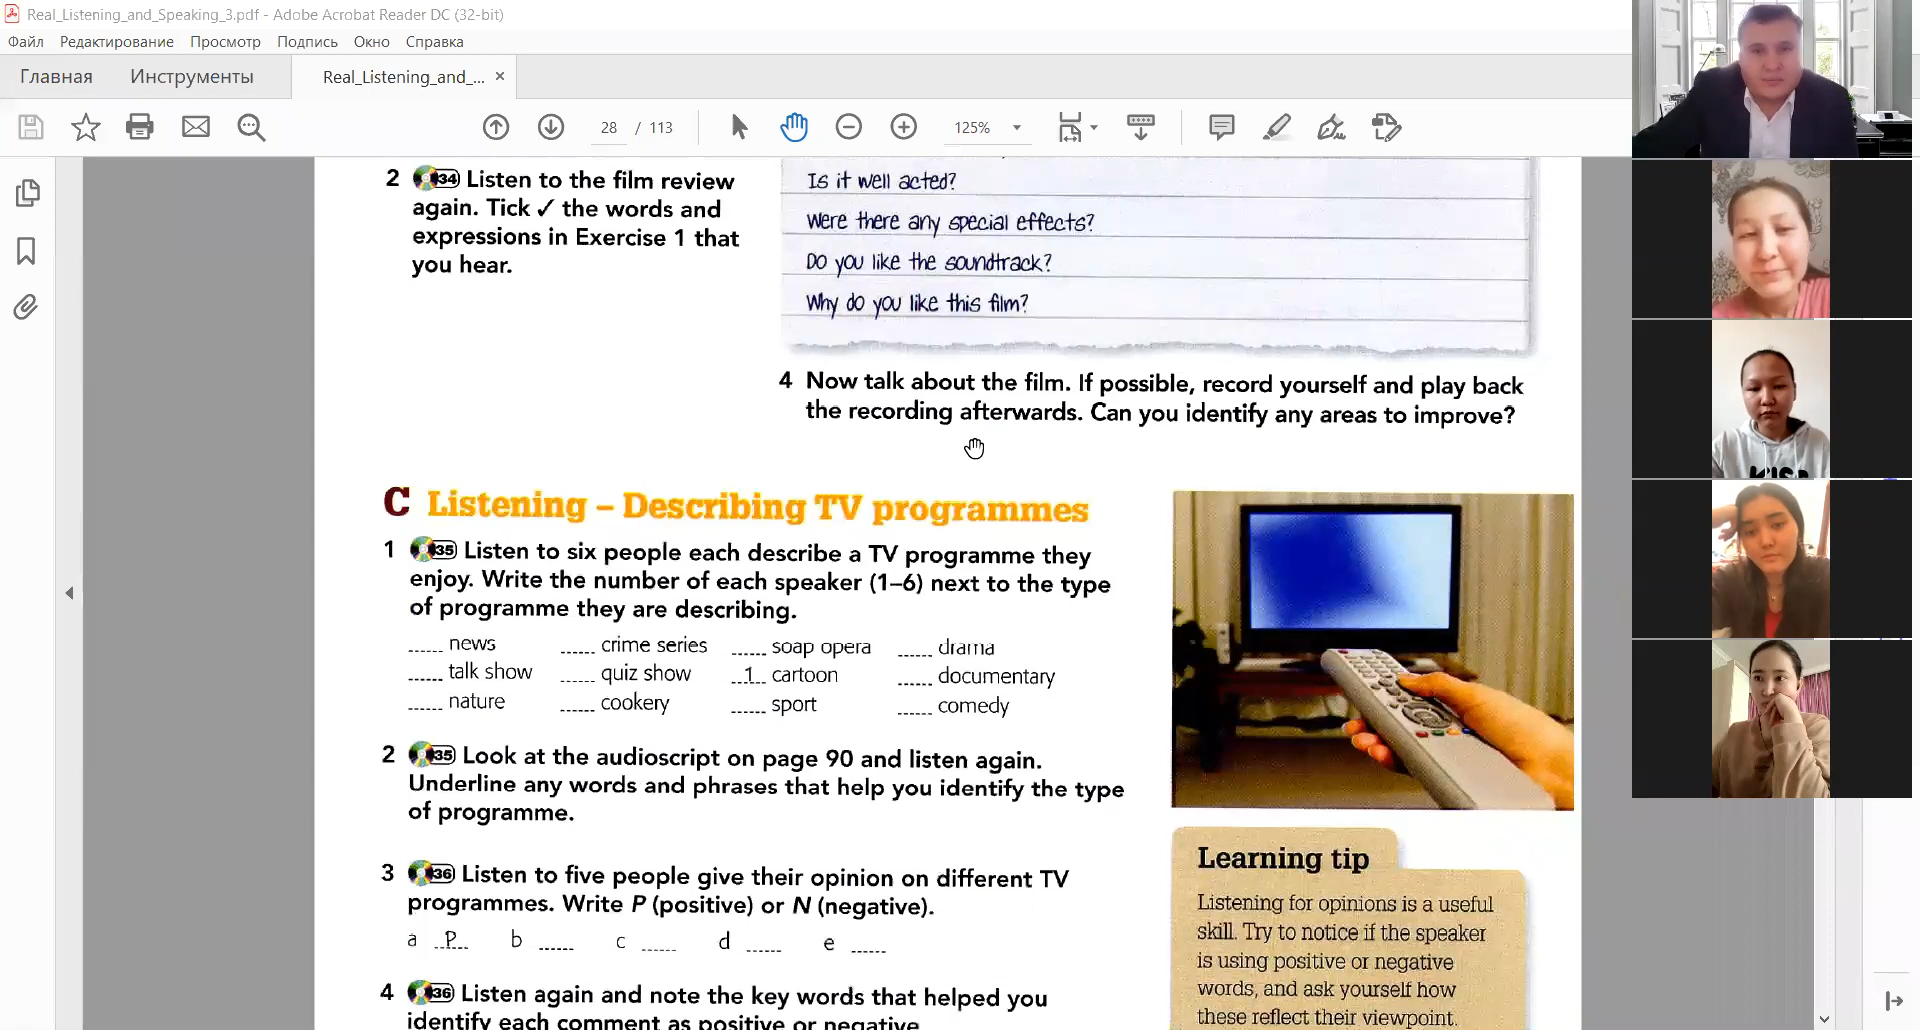 Real_Listening_and_Speaking_3.pdf - Adobe Acrobat Reader DC (32-bit)
Файл Редактирование Просмотр Подпись Окно Справка
Главная Инструменты Real_Listening_and_... ×
28 / 113 125%
2 34 Listen to the film review
again. Tick ✓ the words and
expressions in Exercise 1 that
you hear.
Is it well acted?
Were there any special effects?
Do you like the soundtrack?
Why do you like this film?
4 Now talk about the film. If possible, record yourself and play back
the recording afterwards. Can you identify any areas to improve?
C Listening – Describing TV programmes
1 35 Listen to six people each describe a TV programme they
enjoy. Write the number of each speaker (1–6) next to the type
of programme they are describing.
...... news ...... crime series ...... soap opera ...... drama
...... talk show ...... quiz show ..1.. cartoon ...... documentary
...... nature ...... cookery ...... sport ...... comedy
2 35 Look at the audioscript on page 90 and listen again.
Underline any words and phrases that help you identify the type
of programme.
3 36 Listen to five people give their opinion on different TV
programmes. Write P (positive) or N (negative).
a ..P.. b ...... c ...... d ...... e ......
4 36 Listen again and note the key words that helped you
identify each comment as positive or negative.
Learning tip
Listening for opinions is a useful
skill. Try to notice if the speaker
is using positive or negative
words, and ask yourself how
these reflect their viewpoint.